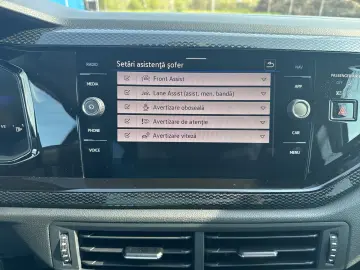 Setări asistență șofer
RADIO
NAV
Front Assist
MEDIA
APP
Lane Assist (asist. men. bandă)
Avertizare oboseală
Avertizare de atenție
PHONE
CAR
Avertizare viteză
VOICE
MENU